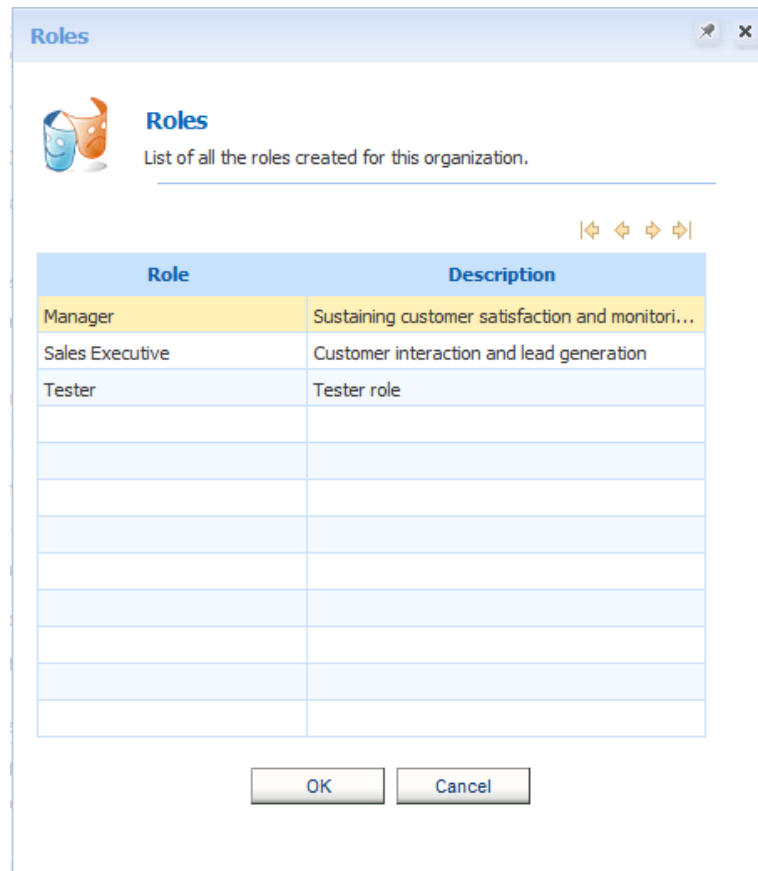 Roles
Roles
List of all the roles created for this organization.
Role Description
Manager Sustaining customer satisfaction and monitori...
Sales Executive Customer interaction and lead generation
Tester Tester role
OK Cancel